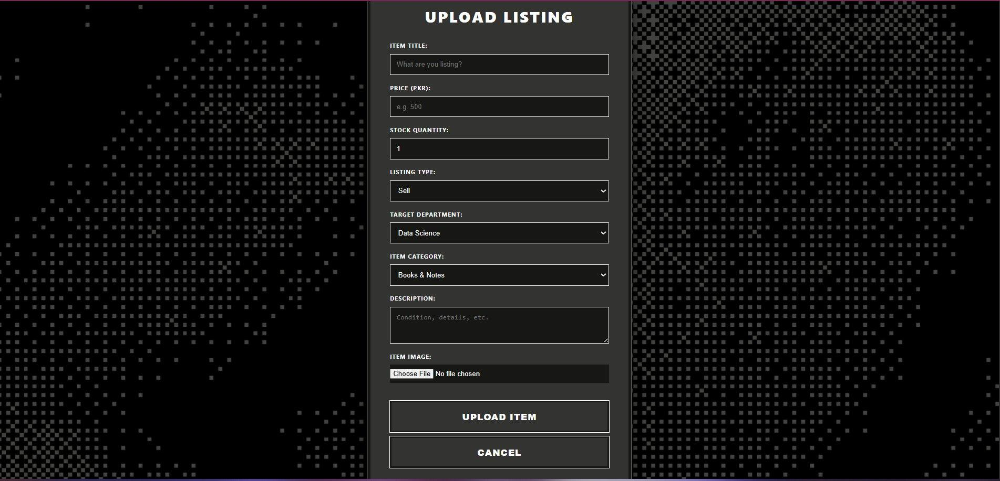 UPLOAD LISTING
ITEM TITLE:
What are you listing?
PRICE (PKR):
e.g. 500
STOCK QUANTITY:
1
LISTING TYPE:
Sell
TARGET DEPARTMENT:
Data Science
ITEM CATEGORY:
Books & Notes
DESCRIPTION:
Condition, details, etc.
ITEM IMAGE:
Choose File No file chosen
UPLOAD ITEM
CANCEL